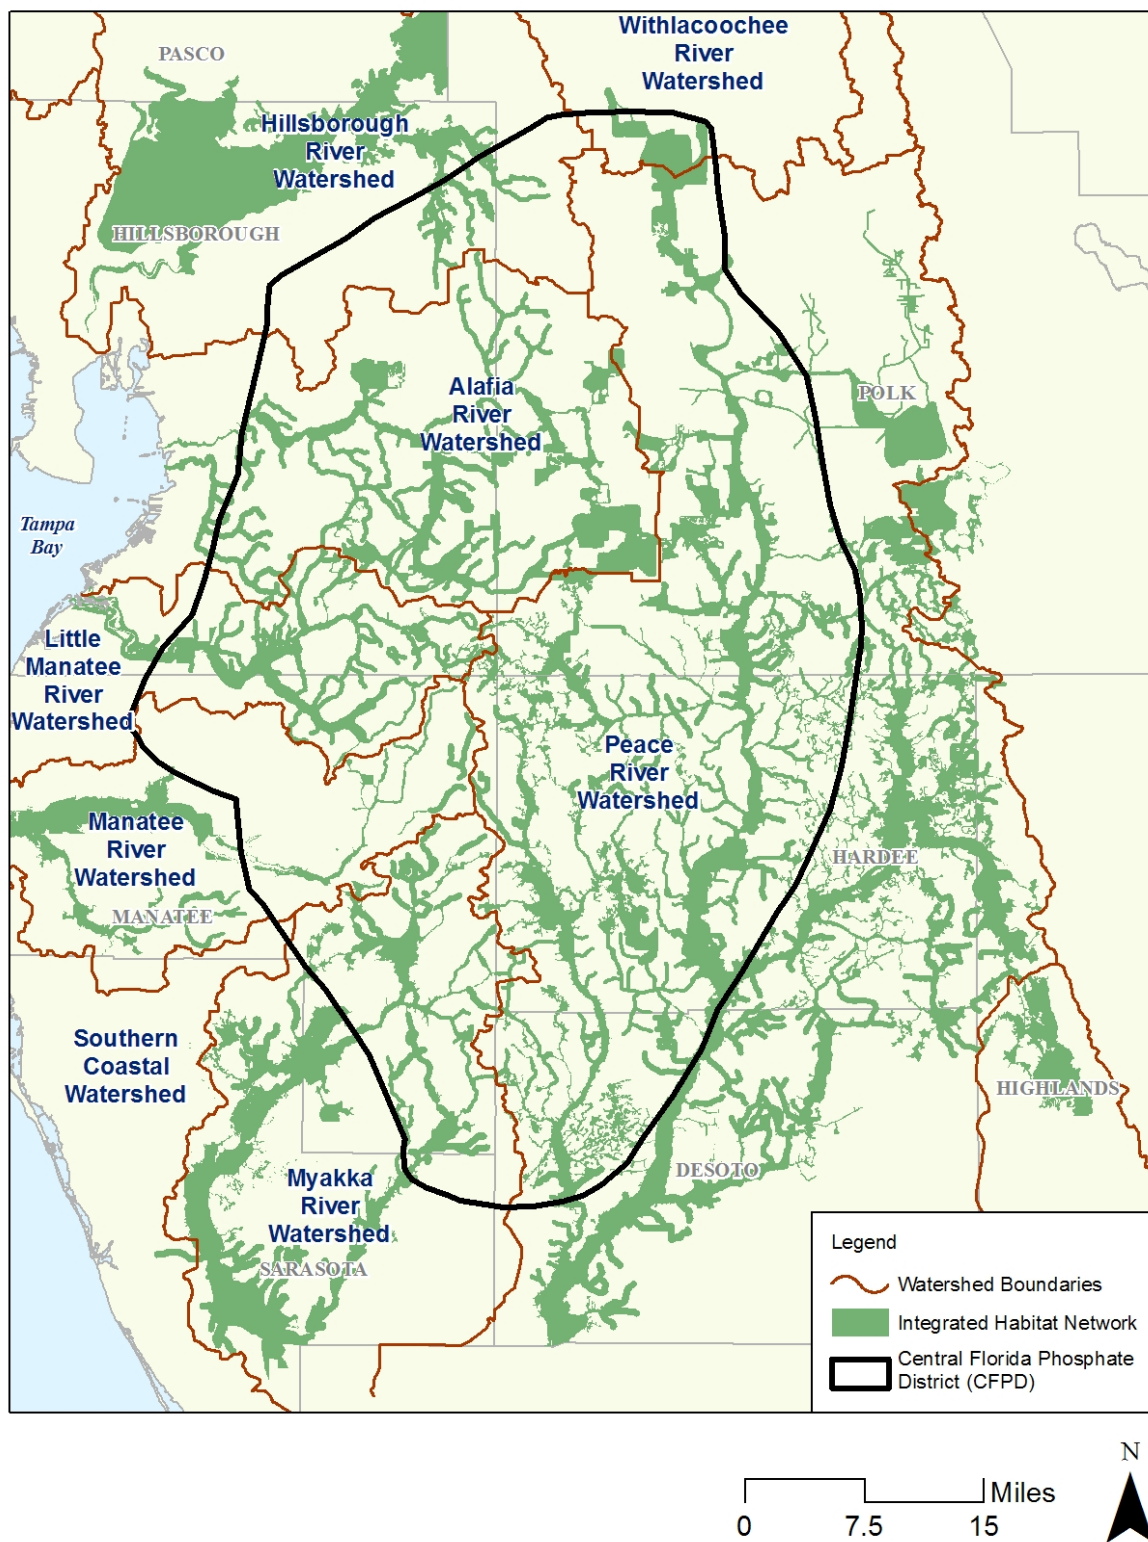 Withlacoochee
River
Watershed
PASCO
Hillsborough
River
Watershed
HILLSBOROUGH
Alafia
River
Watershed
POLK
Tampa
Bay
Little
Manatee
River
Watershed
Peace
River
Watershed
Manatee
River
Watershed
HARDEE
MANATEE
Southern
Coastal
Watershed
HIGHLANDS
DESOTO
Myakka
River
Watershed
SARASOTA
Legend
Watershed Boundaries
Integrated Habitat Network
Central Florida Phosphate
District (CFPD)
N
Miles
0 7.5 15